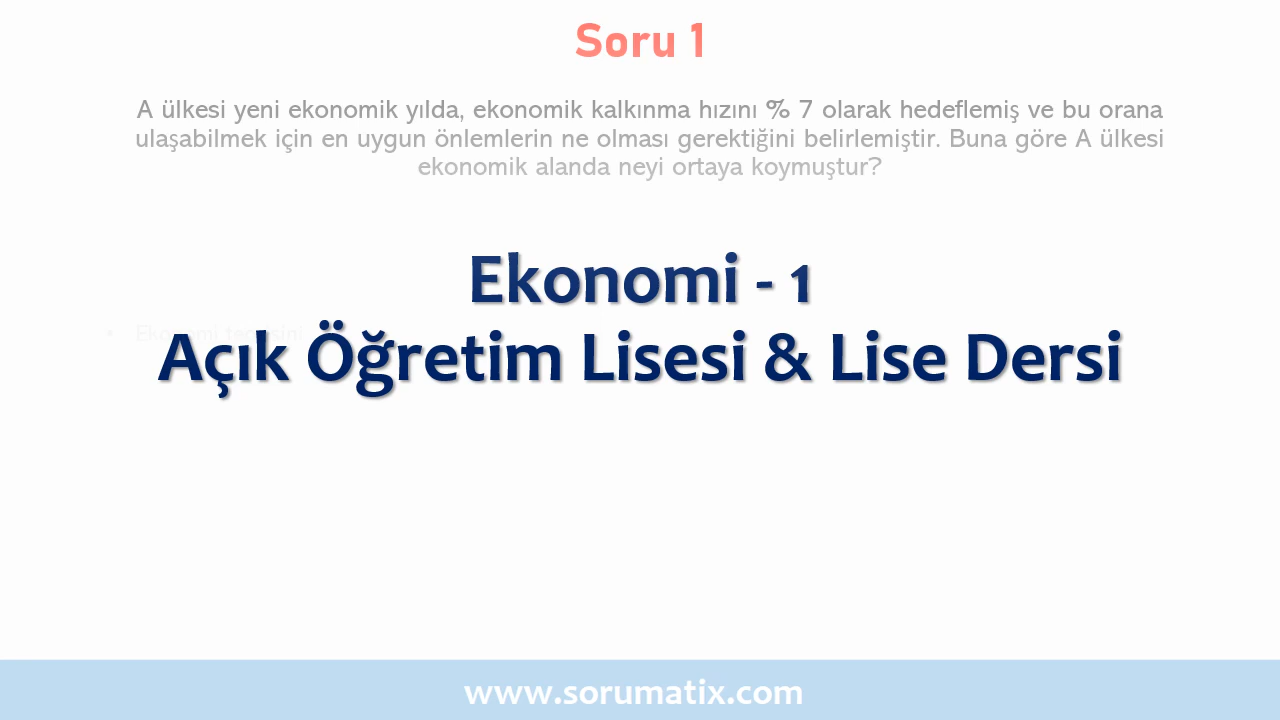 Soru 1
A ülkesi yeni ekonomik yılda, ekonomik kalkınma hızını % 7 olarak hedeflemiş ve bu orana
ulaşabilmek için en uygun önlemlerin ne olması gerektiğini belirlemiştir. Buna göre A ülkesi
ekonomik alanda neyi ortaya koymuştur?
Ekonomi - 1
Açık Öğretim Lisesi & Lise Dersi
www.sorumatix.com